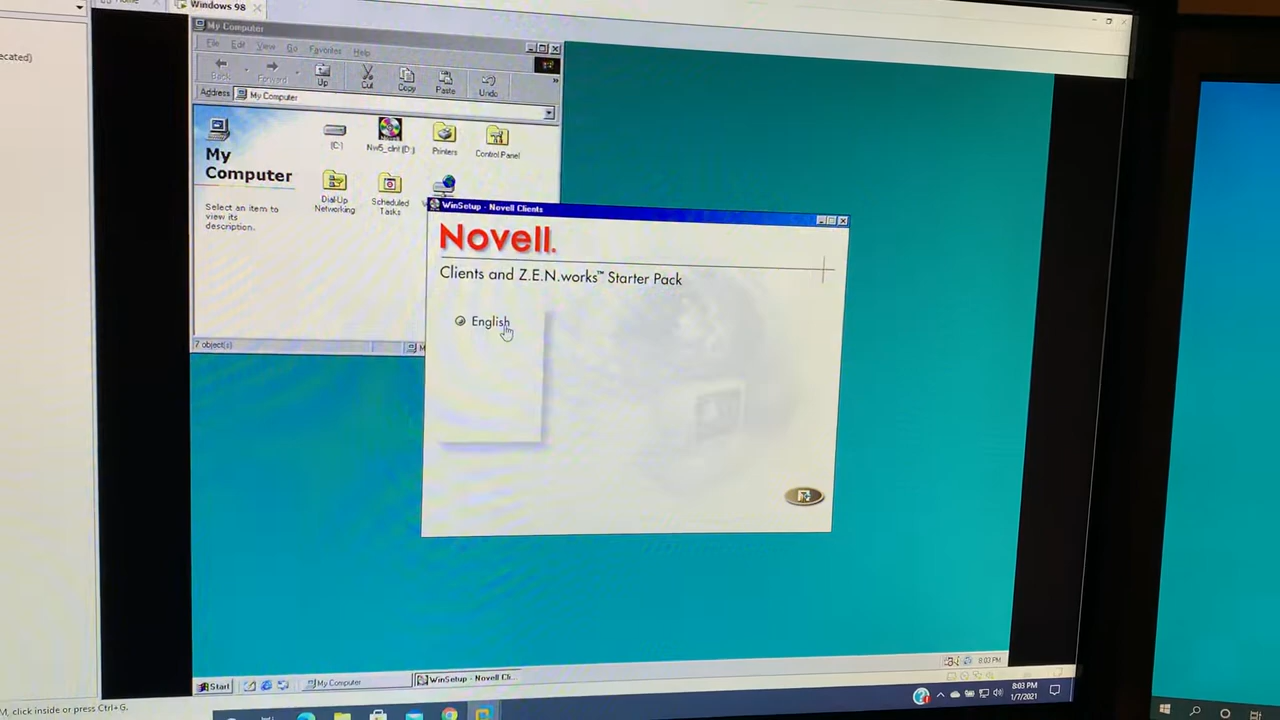 Windows 98
ecated)
My Computer
File Edit View Go Favorites Help
Back Forward Up Cut Copy Paste Undo
Address My Computer
My
Computer
Select an item to
view its
description.
(C:) Nw5_clnt (D:) Printers Control Panel
Dial-Up
Networking
Scheduled
Tasks
7 object(s)
WinSetup - Novell Clients
Novell.
Clients and Z.E.N.works™ Starter Pack
English
8:03 PM
Start My Computer WinSetup - Novell Cli...
8:03 PM
1/7/2021
M, click inside or press Ctrl+G.